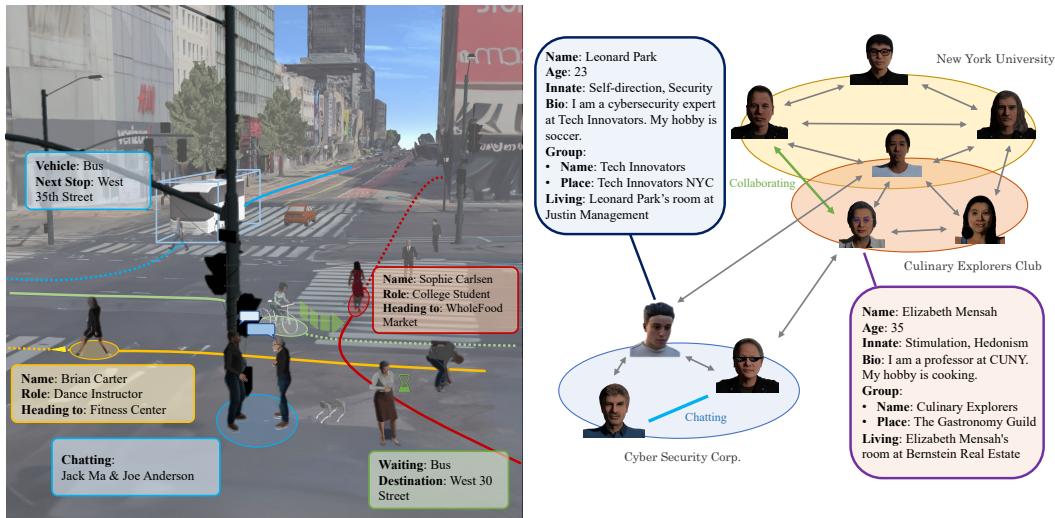 Vehicle: Bus
Next Stop: West
35th Street
Name: Sophie Carlsen
Role: College Student
Heading to: WholeFood
Market
Name: Brian Carter
Role: Dance Instructor
Heading to: Fitness Center
Chatting:
Jack Ma & Joe Anderson
Waiting: Bus
Destination: West 30
Street
H&M
verizon
Name: Leonard Park
Age: 23
Innate: Self-direction, Security
Bio: I am a cybersecurity expert
at Tech Innovators. My hobby is
soccer.
Group:
• Name: Tech Innovators
• Place: Tech Innovators NYC
Living: Leonard Park’s room at
Justin Management
New York University
Collaborating
Culinary Explorers Club
Chatting
Cyber Security Corp.
Name: Elizabeth Mensah
Age: 35
Innate: Stimulation, Hedonism
Bio: I am a professor at CUNY.
My hobby is cooking.
Group:
• Name: Culinary Explorers
• Place: The Gastronomy Guild
Living: Elizabeth Mensah's
room at Bernstein Real Estate